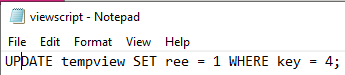 viewscript - Notepad
File Edit Format View Help
UPDATE tempview SET ree = 1 WHERE key = 4;